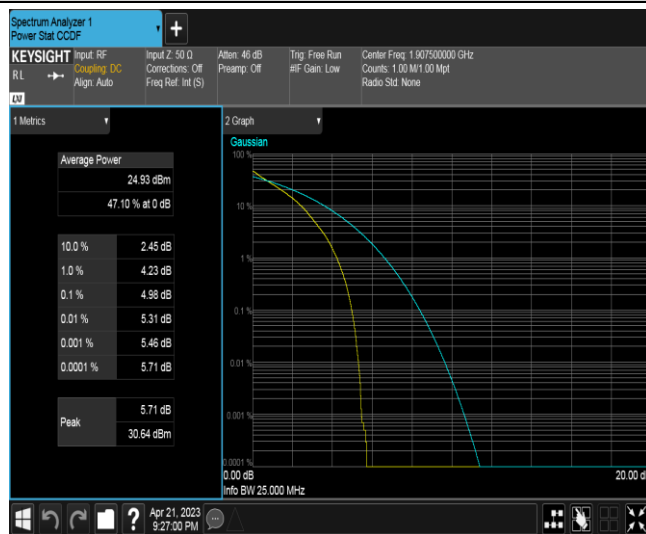 Spectrum Analyzer 1
Power Stat CCDF
+
KEYSIGHT
RL
LXI
Input: RF
Coupling: DC
Align: Auto
Input Z: 50 Ω
Corrections: Off
Freq Ref: Int (S)
Atten: 46 dB
Preamp: Off
Trig: Free Run
#IF Gain: Low
Center Freq: 1.907500000 GHz
Counts: 1.00 M/1.00 Mpt
Radio Std: None
1 Metrics
Average Power
24.93 dBm
47.10 % at 0 dB
10.0 % 2.45 dB
1.0 % 4.23 dB
0.1 % 4.98 dB
0.01 % 5.31 dB
0.001 % 5.46 dB
0.0001 % 5.71 dB
Peak
5.71 dB
30.64 dBm
2 Graph
Gaussian
100 %
10 %
1 %
0.1 %
0.01 %
0.001 %
0.0001 %
0.00 dB
20.00 d
Info BW 25.000 MHz
?
Apr 21, 2023
9:27:00 PM